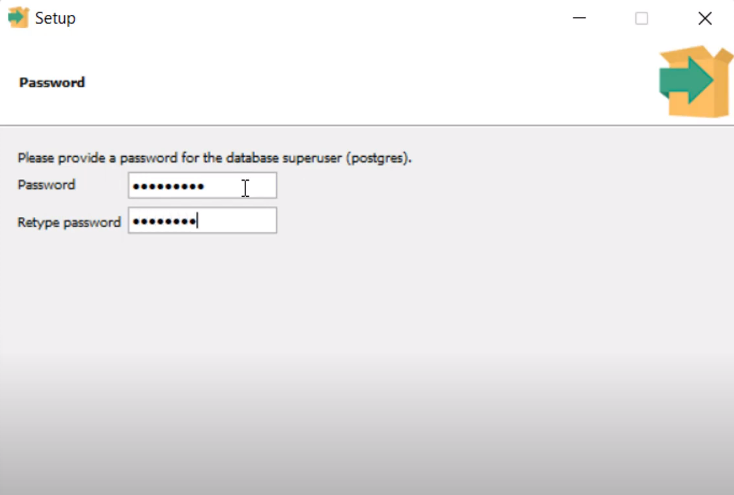 Setup
Password
Please provide a password for the database superuser (postgres).
Password •••••••••
Retype password ••••••••